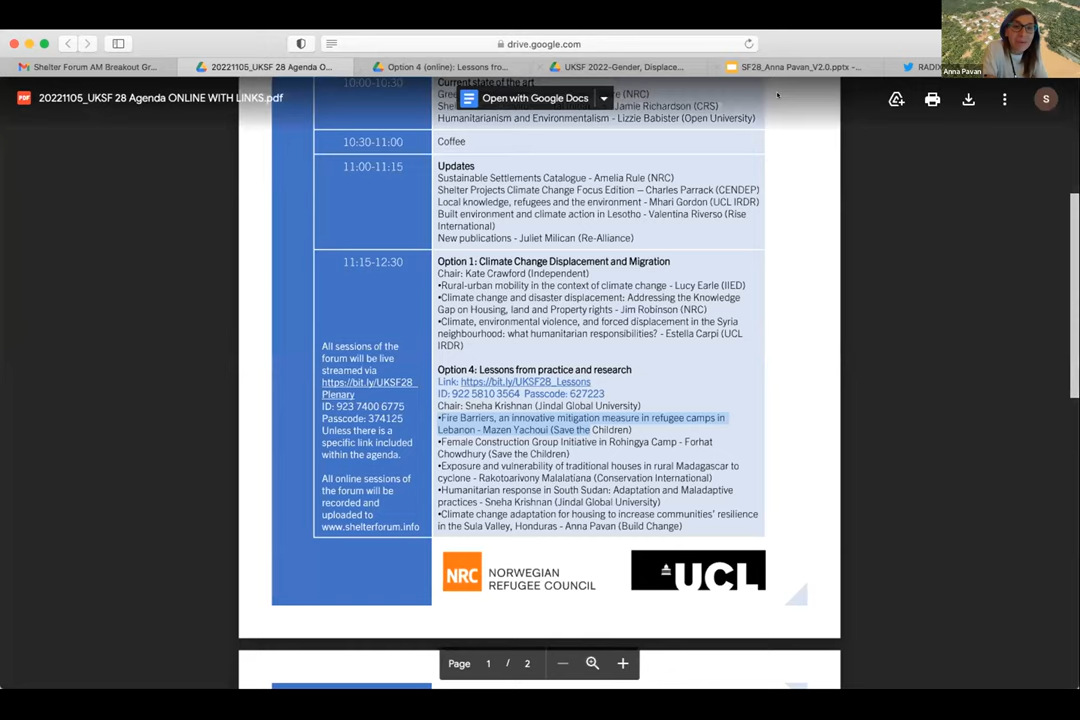 drive.google.com
Shelter Forum AM Breakout Gr...
20221105_UKSF 28 Agenda O...
Option 4 (online): Lessons fro...
UKSF 2022-Gender, Displace...
SF28_Anna Pavan_V2.0.pptx -...
RADIX
Anna Pavan
20221105_UKSF 28 Agenda ONLINE WITH LINKS.pdf
Open with Google Docs
S
10:00-10:30
Current state of the art
(NRC)
Jamie Richardson (CRS)
Humanitarianism and Environmentalism - Lizzie Babister (Open University)
10:30-11:00
Coffee
11:00-11:15
Updates
Sustainable Settlements Catalogue - Amelia Rule (NRC)
Shelter Projects Climate Change Focus Edition – Charles Parrack (CENDEP)
Local knowledge, refugees and the environment - Mhari Gordon (UCL IRDR)
Built environment and climate action in Lesotho - Valentina Riverso (Rise
International)
New publications - Juliet Milican (Re-Alliance)
11:15-12:30
Option 1: Climate Change Displacement and Migration
Chair: Kate Crawford (Independent)
•Rural-urban mobility in the context of climate change - Lucy Earle (IIED)
•Climate change and disaster displacement: Addressing the Knowledge
Gap on Housing, land and Property rights - Jim Robinson (NRC)
•Climate, environmental violence, and forced displacement in the Syria
neighbourhood: what humanitarian responsibilities? - Estella Carpi (UCL
IRDR)
All sessions of the
forum will be live
streamed via
https://bit.ly/UKSF28_
Plenary
ID: 923 7400 6775
Passcode: 374125
Unless there is a
specific link included
within the agenda.
All online sessions of
the forum will be
recorded and
uploaded to
www.shelterforum.info
Option 4: Lessons from practice and research
Link: https://bit.ly/UKSF28_Lessons
ID: 922 5810 3564 Passcode: 627223
Chair: Sneha Krishnan (Jindal Global University)
•Fire Barriers, an innovative mitigation measure in refugee camps in
Lebanon - Mazen Yachoui (Save the Children)
•Female Construction Group Initiative in Rohingya Camp - Forhat
Chowdhury (Save the Children)
•Exposure and vulnerability of traditional houses in rural Madagascar to
cyclone - Rakotoarivony Malalatiana (Conservation International)
•Humanitarian response in South Sudan: Adaptation and Maladaptive
practices - Sneha Krishnan (Jindal Global University)
•Climate change adaptation for housing to increase communities' resilience
in the Sula Valley, Honduras - Anna Pavan (Build Change)
NRC
NORWEGIAN
REFUGEE COUNCIL
UCL
Page 1 / 2